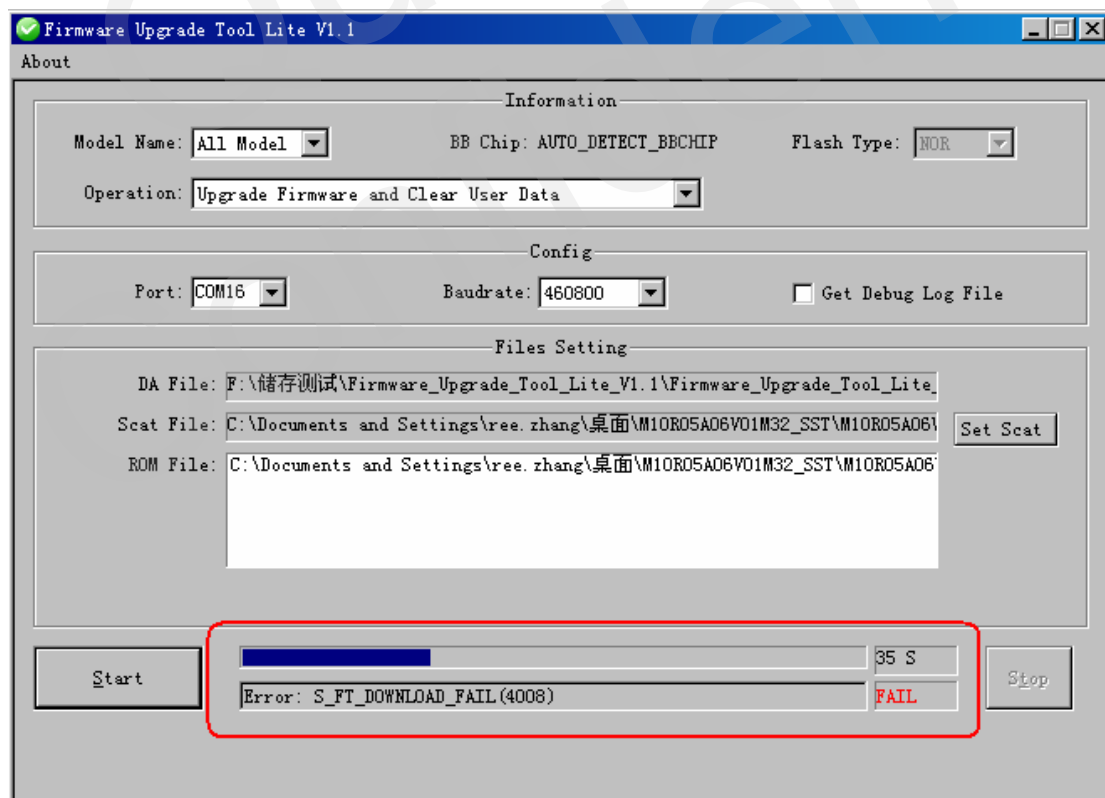 Firmware Upgrade Tool Lite V1.1
About
Information
Model Name: All Model BB Chip: AUTO_DETECT_BBCHIP Flash Type: NOR
Operation: Upgrade Firmware and Clear User Data
Config
Port: COM16 Baudrate: 460800 Get Debug Log File
Files Setting
DA File: F:\储存测试\Firmware_Upgrade_Tool_Lite_V1.1\Firmware_Upgrade_Tool_Lite_
Scat File: C:\Documents and Settings\ree.zhang\桌面\M10R05A06V01M32_SST\M10R05A06\ Set Scat
ROM File: C:\Documents and Settings\ree.zhang\桌面\M10R05A06V01M32_SST\M10R05A06
35 S
Start Stop
Error: S_FT_DOWNLOAD_FAIL(4008) FAIL